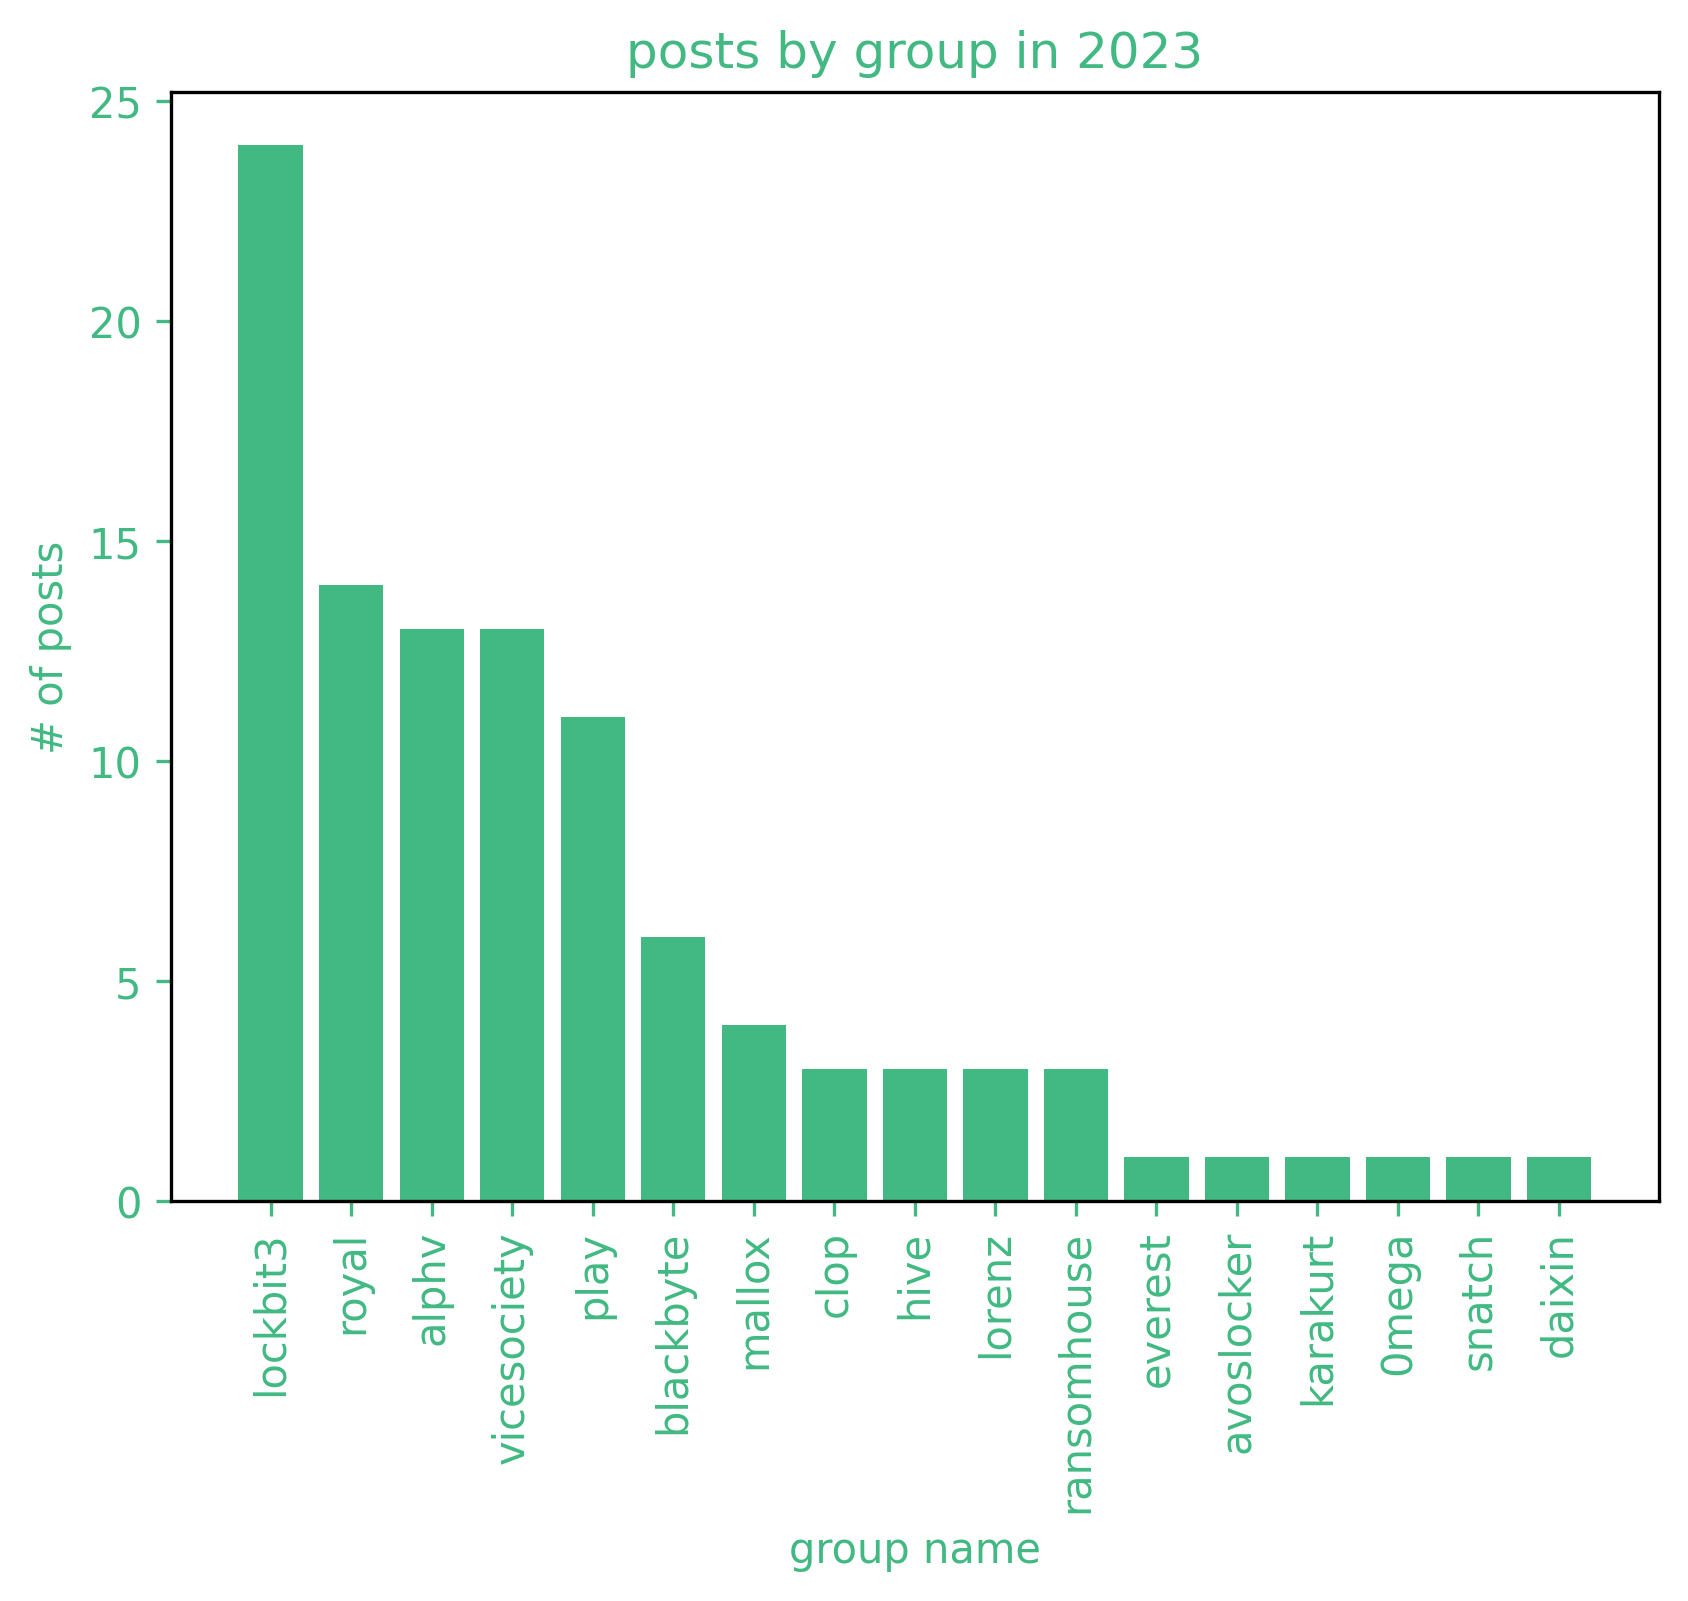 posts by group in 2023
25
20
15
10
5
0
# of posts
lockbit3
royal
alphv
vicesociety
play
blackbyte
mallox
clop
hive
lorenz
ransomhouse
everest
avoslocker
karakurt
0mega
snatch
daixin
group name